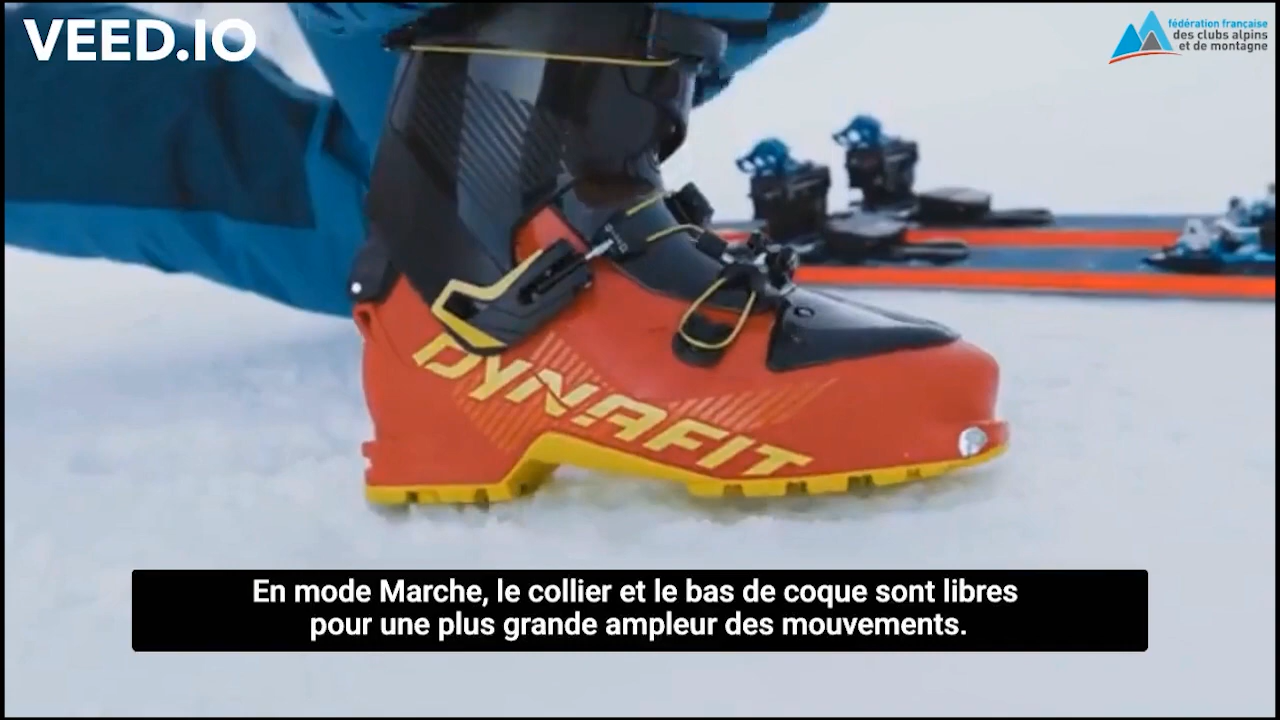 VEED.IO
fédération française
des clubs alpins
et de montagne
DYNAFIT
En mode Marche, le collier et le bas de coque sont libres
pour une plus grande ampleur des mouvements.